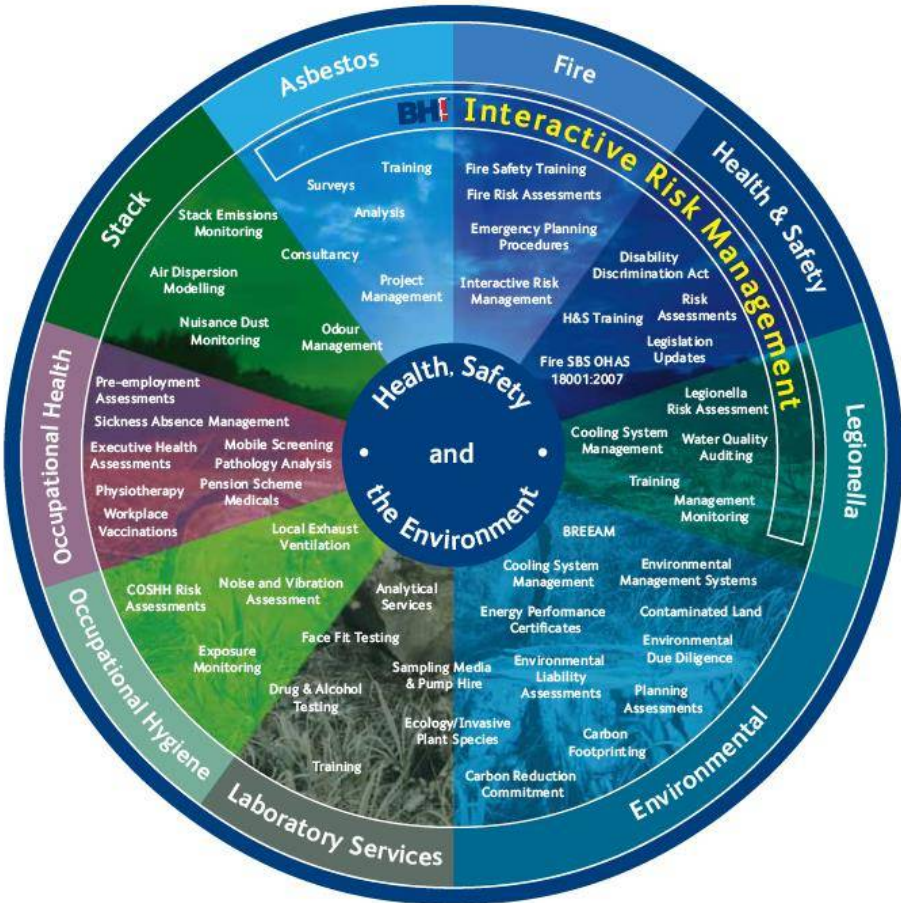 Asbestos
Fire
Health & Safety
Legionella
Environmental
Laboratory Services
Occupational Hygiene
Occupational Health
Stack
BHI Interactive Risk Management
Training
Surveys
Analysis
Consultancy
Project
Management
Fire Safety Training
Fire Risk Assessments
Emergency Planning
Procedures
Interactive Risk
Management
Disability
Discrimination Act
Risk
Assessments
H&S Training
Legislation
Updates
Fire SBS OHAS
18001:2007
Legionella
Risk Assessment
Cooling System
Management
Water Quality
Auditing
Training
Management
Monitoring
BREEAM
Cooling System
Management
Environmental
Management Systems
Energy Performance
Certificates
Contaminated Land
Environmental
Due Diligence
Environmental
Liability
Assessments
Planning
Assessments
Carbon
Footprinting
Carbon Reduction
Commitment
Analytical
Services
Face Fit Testing
Sampling Media
& Pump Hire
Drug & Alcohol
Testing
Ecology/Invasive
Plant Species
Training
Local Exhaust
Ventilation
COSHH Risk
Assessments
Noise and Vibration
Assessment
Exposure
Monitoring
Pre-employment
Assessments
Sickness Absence Management
Executive Health
Assessments
Mobile Screening
Pathology Analysis
Physiotherapy
Pension Scheme
Medicals
Workplace
Vaccinations
Stack Emissions
Monitoring
Air Dispersion
Modelling
Nuisance Dust
Monitoring
Odour
Management
Health, Safety
• and •
the Environment